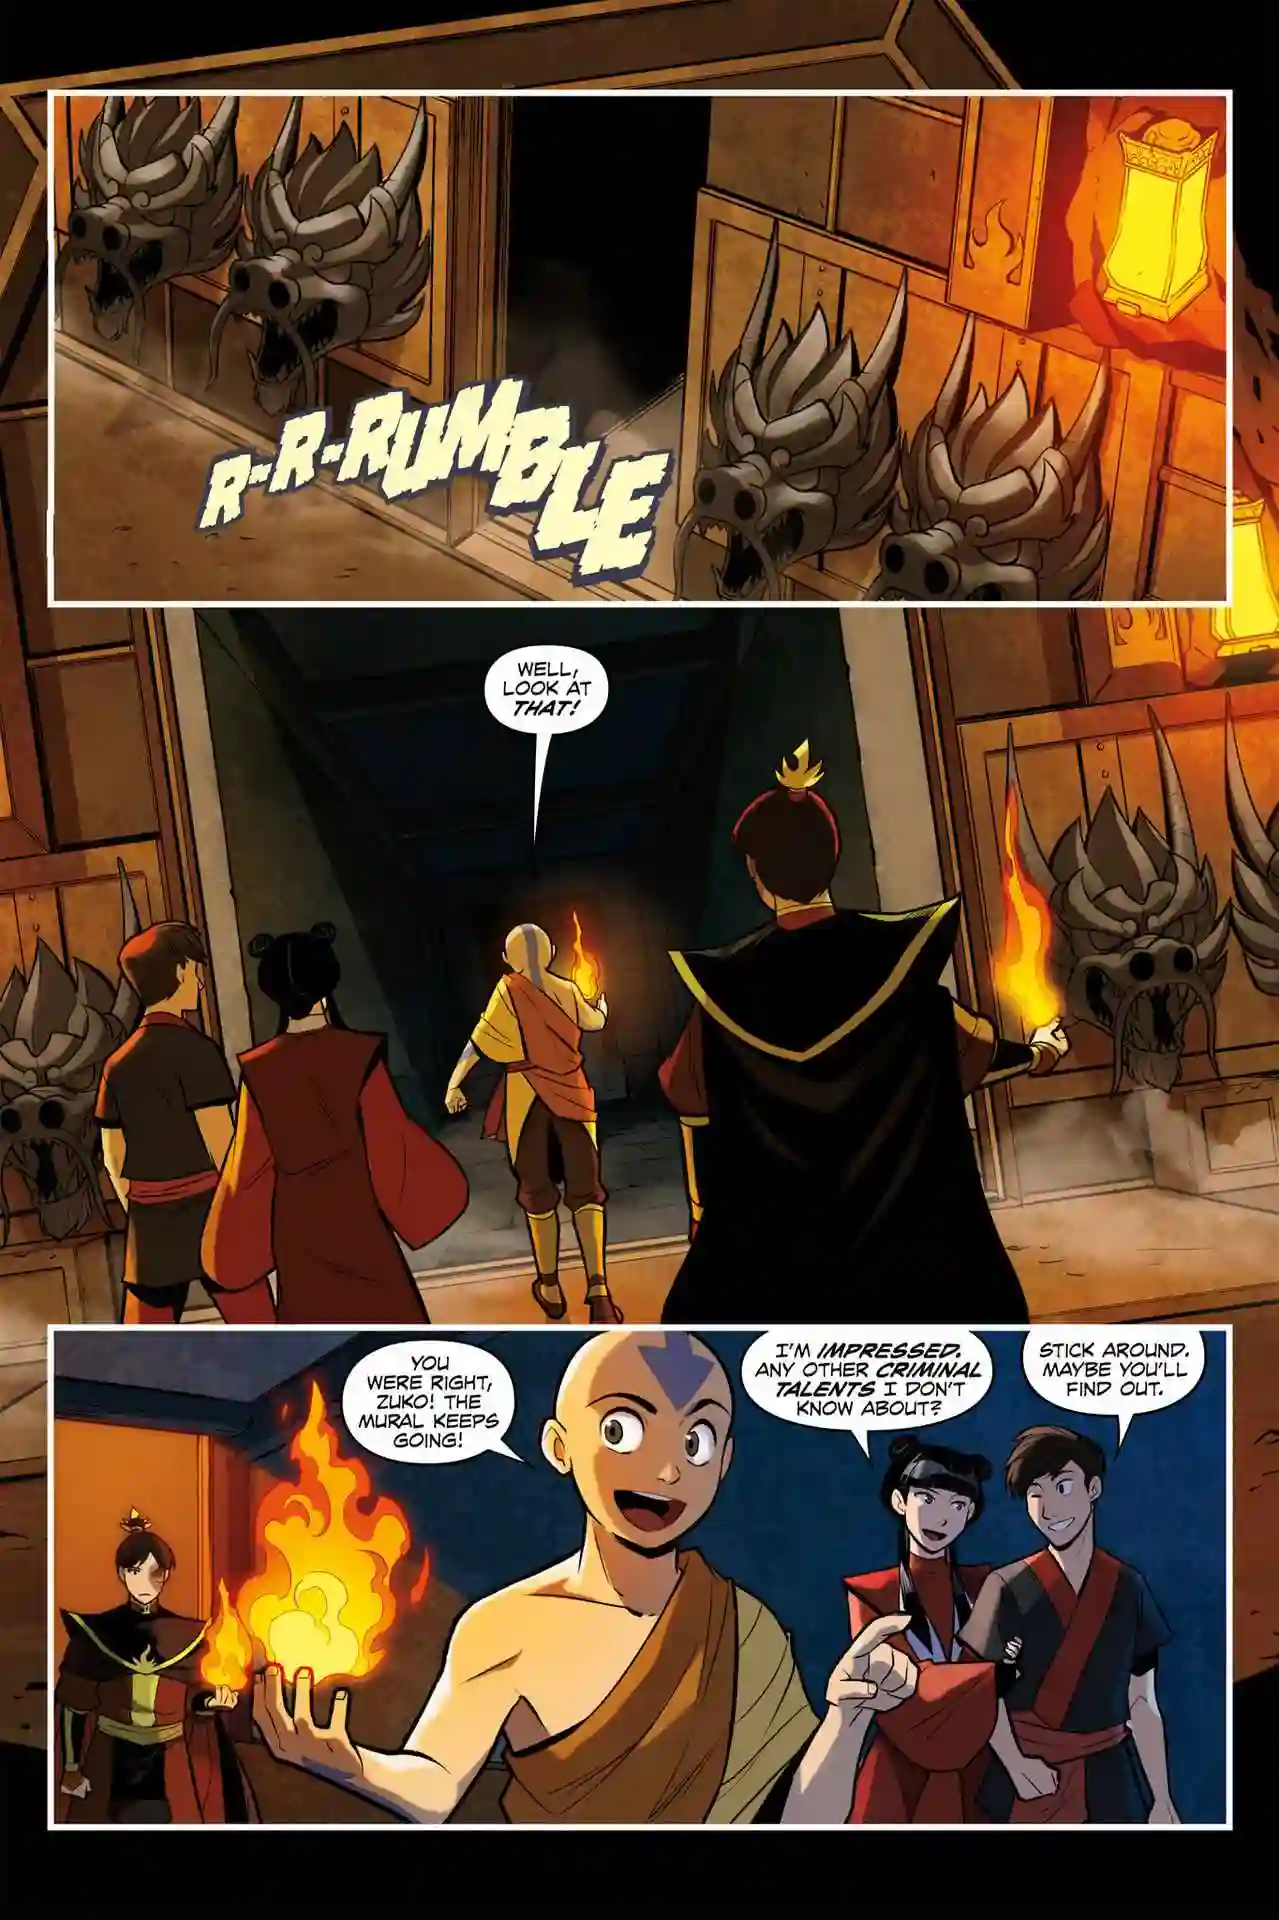 R-R-RUMBLE
WELL,
LOOK AT
THAT!
YOU
WERE RIGHT,
ZUKO! THE
MURAL KEEPS
GOING!
I'M IMPRESSED.
ANY OTHER CRIMINAL
TALENTS I DON'T
KNOW ABOUT?
STICK AROUND.
MAYBE YOU'LL
FIND OUT.